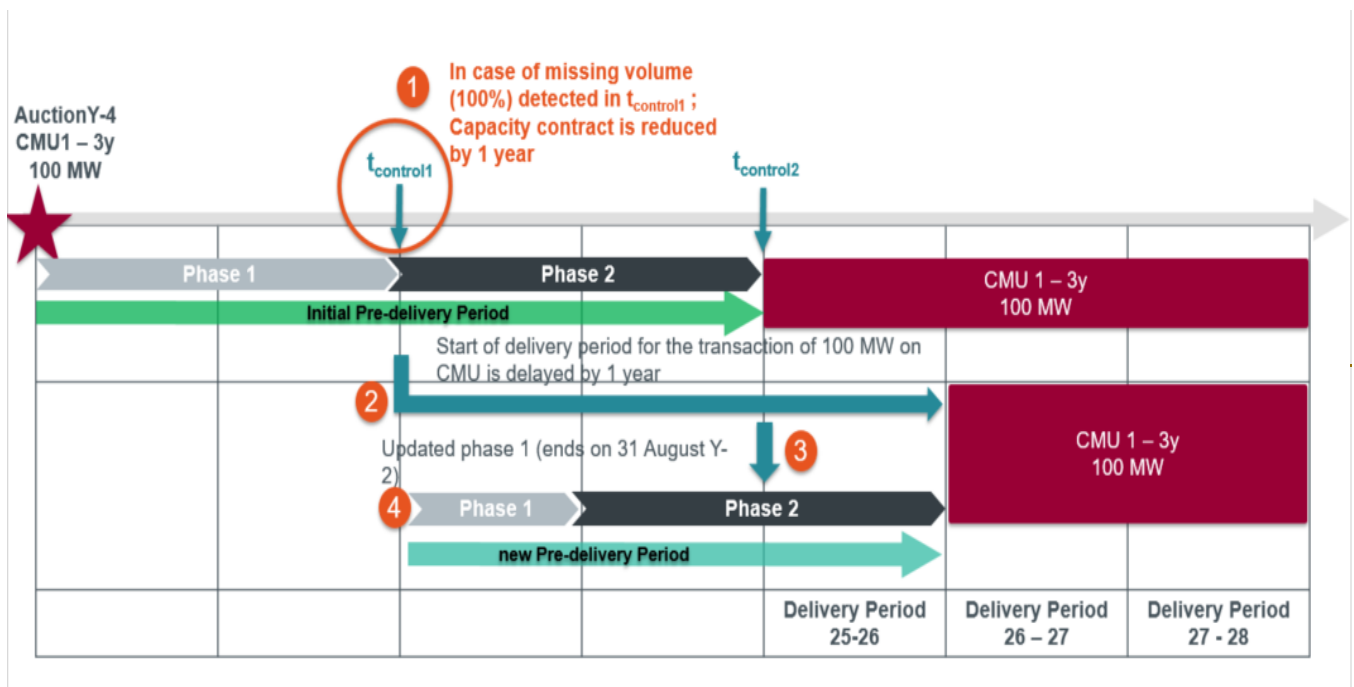 1
In case of missing volume
(100%) detected in tcontrol1 ;
Capacity contract is reduced
by 1 year
AuctionY-4
CMU1 – 3y
100 MW
tcontrol1
tcontrol2
Phase 1
Phase 2
CMU 1 – 3y
100 MW
Initial Pre-delivery Period
Start of delivery period for the transaction of 100 MW on
CMU is delayed by 1 year
2
3
Updated phase 1 (ends on 31 August Y-
2)
CMU 1 – 3y
100 MW
4
Phase 1
Phase 2
new Pre-delivery Period
Delivery Period
25-26
Delivery Period
26 – 27
Delivery Period
27 - 28